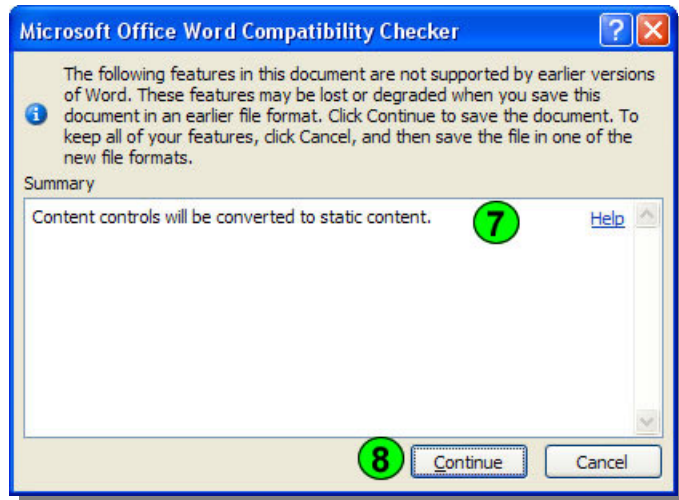 Microsoft Office Word Compatibility Checker
The following features in this document are not supported by earlier versions
of Word. These features may be lost or degraded when you save this
document in an earlier file format. Click Continue to save the document. To
keep all of your features, click Cancel, and then save the file in one of the
new file formats.
Summary
Content controls will be converted to static content. 7 Help
8 Continue Cancel